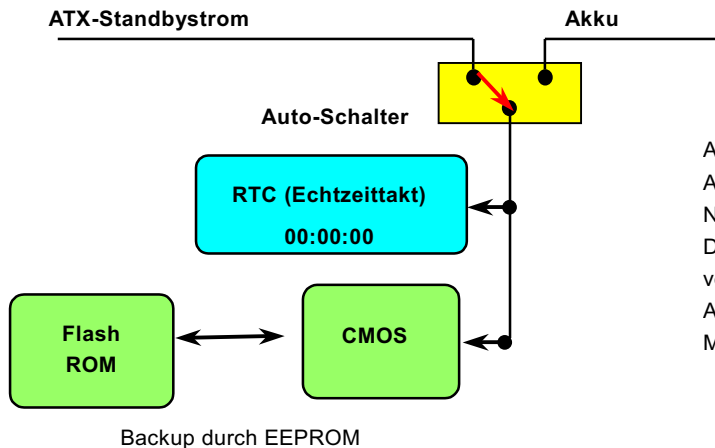 ATX-Standbystrom
Akku
Auto-Schalter
RTC (Echtzeittakt)
00:00:00
Flash
ROM
CMOS
Backup durch EEPROM